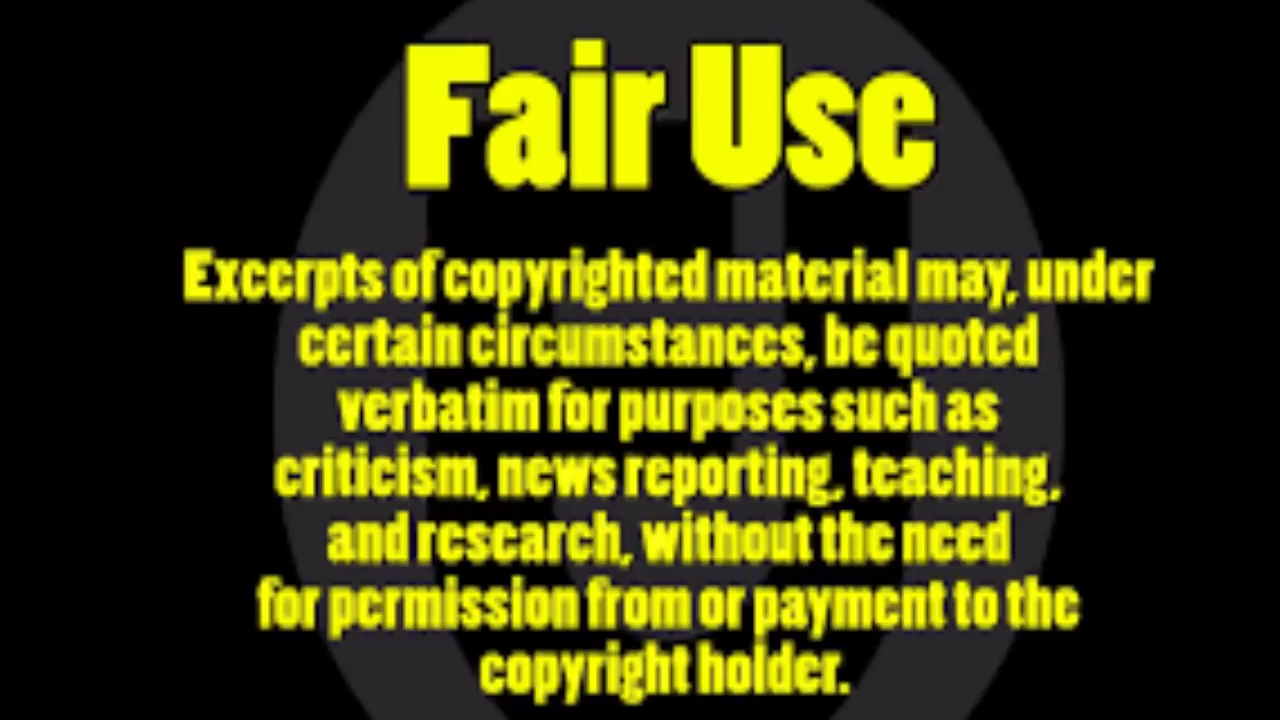 Fair Use
Excerpts of copyrighted material may, under
certain circumstances, be quoted
verbatim for purposes such as
criticism, news reporting, teaching,
and research, without the need
for permission from or payment to the
copyright holder.